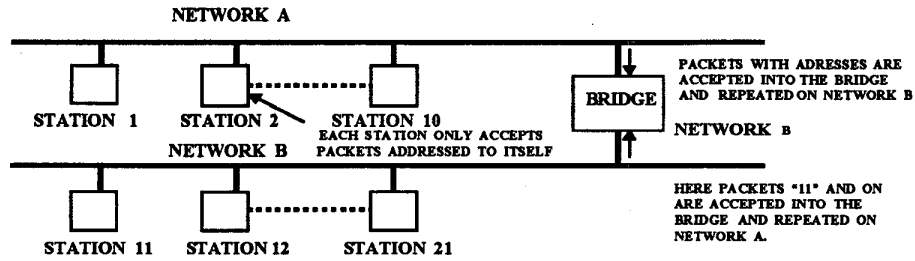 NETWORK A
PACKETS WITH ADRESSES ARE
ACCEPTED INTO THE BRIDGE
AND REPEATED ON NETWORK B
BRIDGE
STATION 1
STATION 2
STATION 10
EACH STATION ONLY ACCEPTS
PACKETS ADDRESSED TO ITSELF
NETWORK B
NETWORK B
HERE PACKETS "11" AND ON
ARE ACCEPTED INTO THE
BRIDGE AND REPEATED ON
NETWORK A.
STATION 11
STATION 12
STATION 21